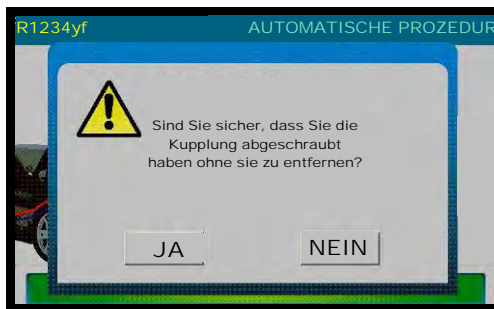 R1234yf AUTOMATISCHE PROZEDUR
Sind Sie sicher, dass Sie die
Kupplung abgeschraubt
haben ohne sie zu entfernen?
JA NEIN